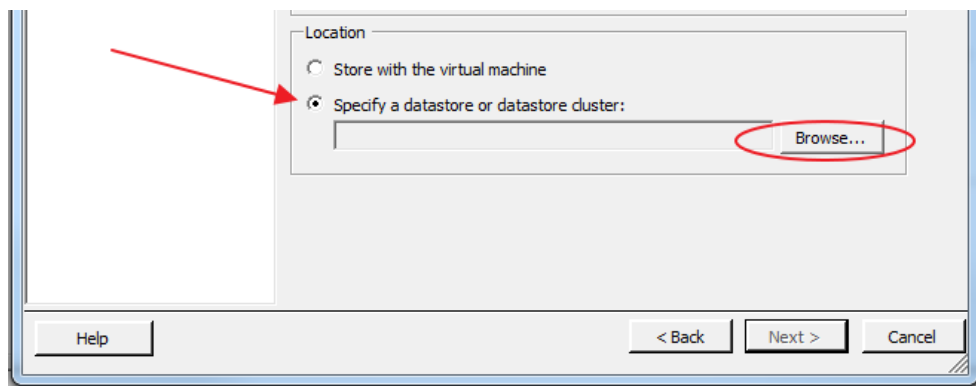 Location
Store with the virtual machine
Specify a datastore or datastore cluster:
Browse...
Help
< Back
Next >
Cancel